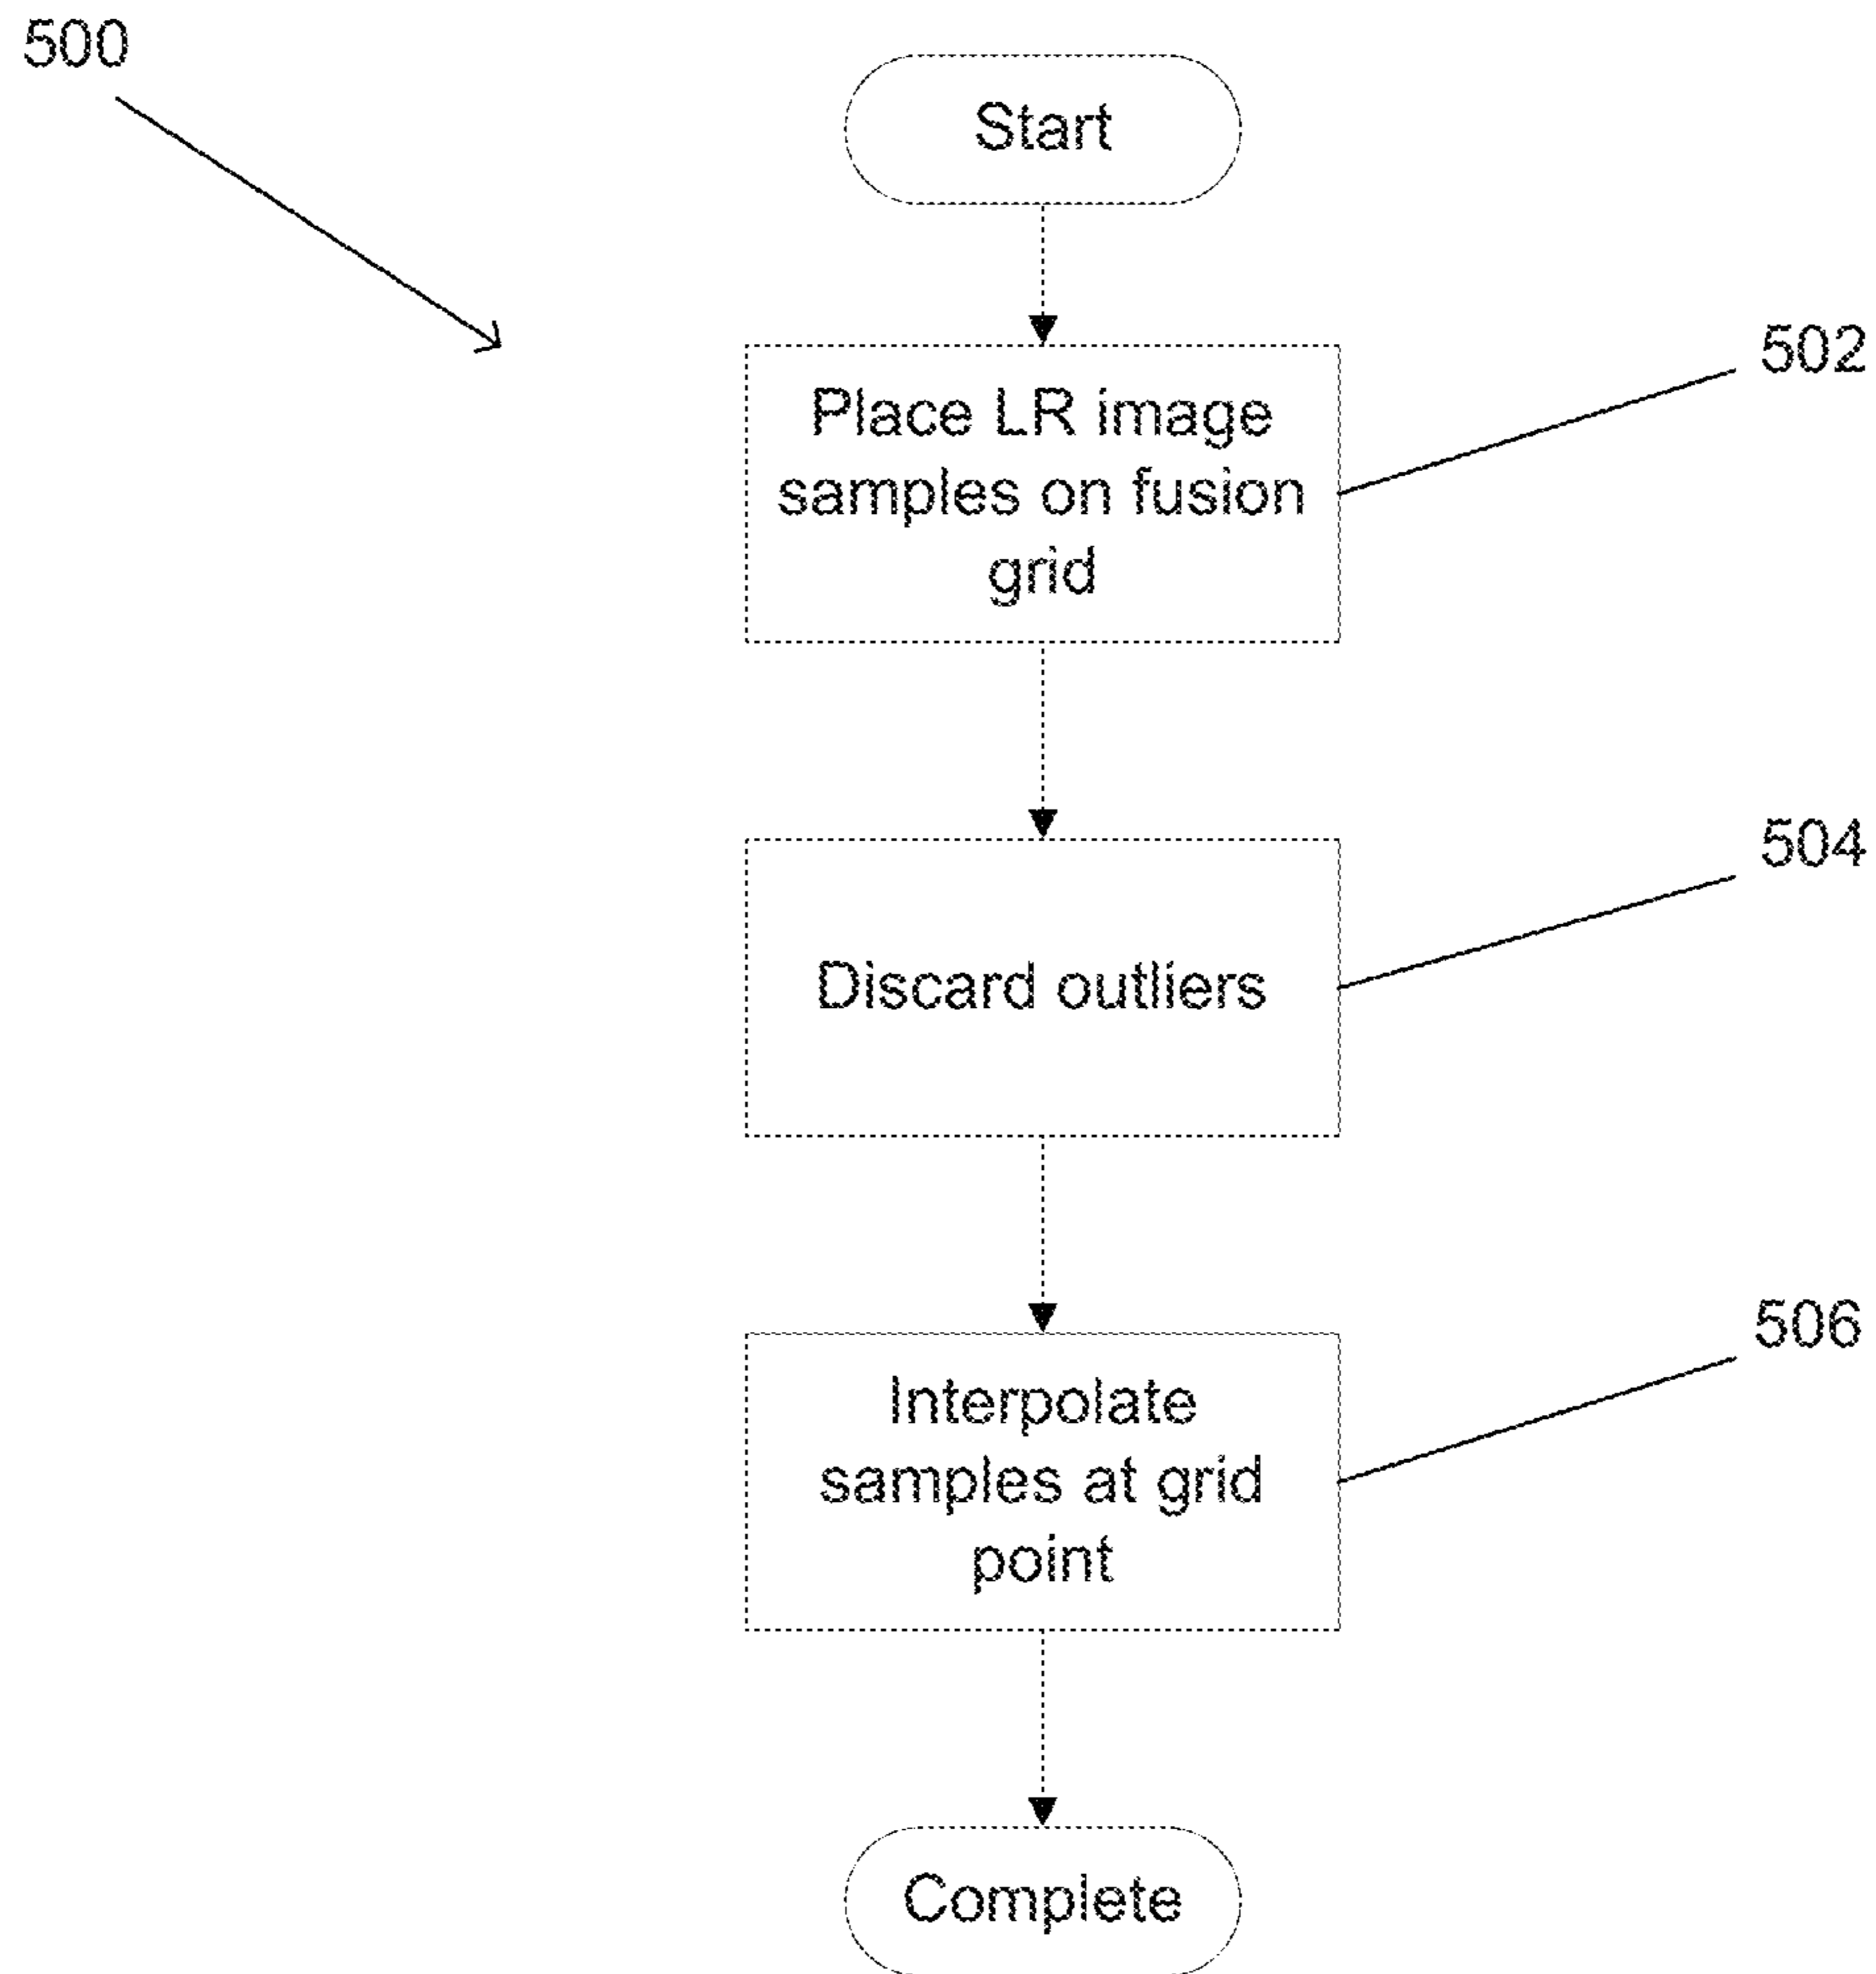 500
Start
502
Place LR image
samples on fusion
grid
504
Discard outliers
506
Interpolate
samples at grid
point
Complete